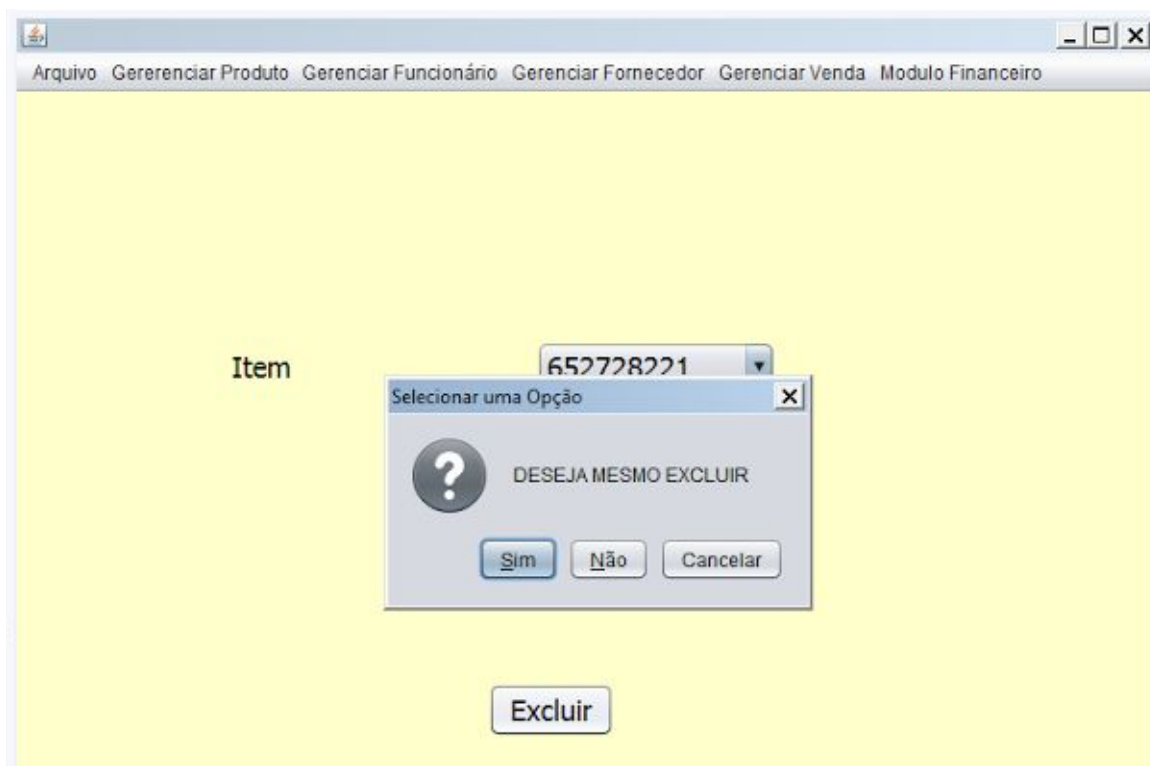 Arquivo Gererenciar Produto Gerenciar Funcionário Gerenciar Fornecedor Gerenciar Venda Modulo Financeiro
Item 652728221
Selecionar uma Opção
DESEJA MESMO EXCLUIR
Sim Não Cancelar
Excluir